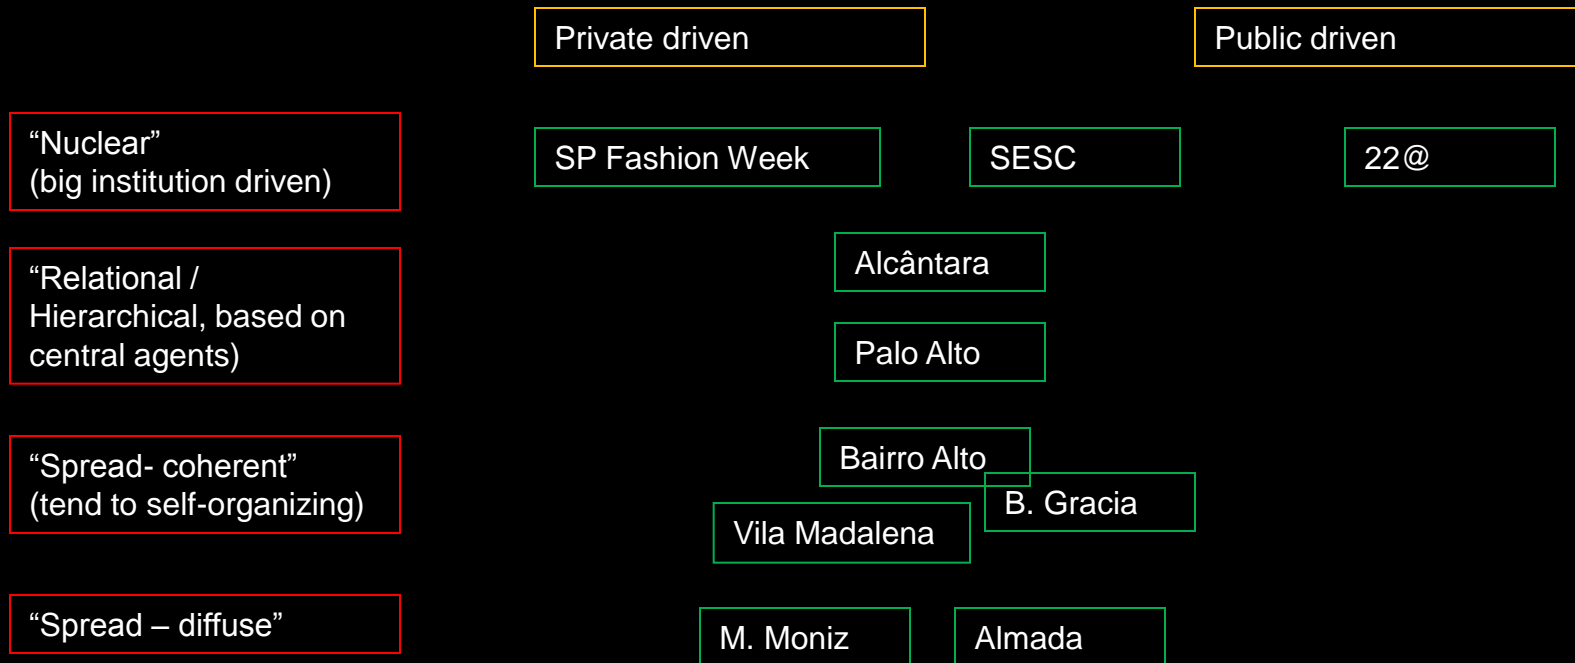 Private driven
Public driven
“Nuclear”
(big institution driven)
SP Fashion Week
SESC
22@
“Relational /
Hierarchical, based on
central agents)
Alcântara
Palo Alto
“Spread- coherent”
(tend to self-organizing)
Bairro Alto
B. Gracia
Vila Madalena
“Spread – diffuse”
M. Moniz
Almada